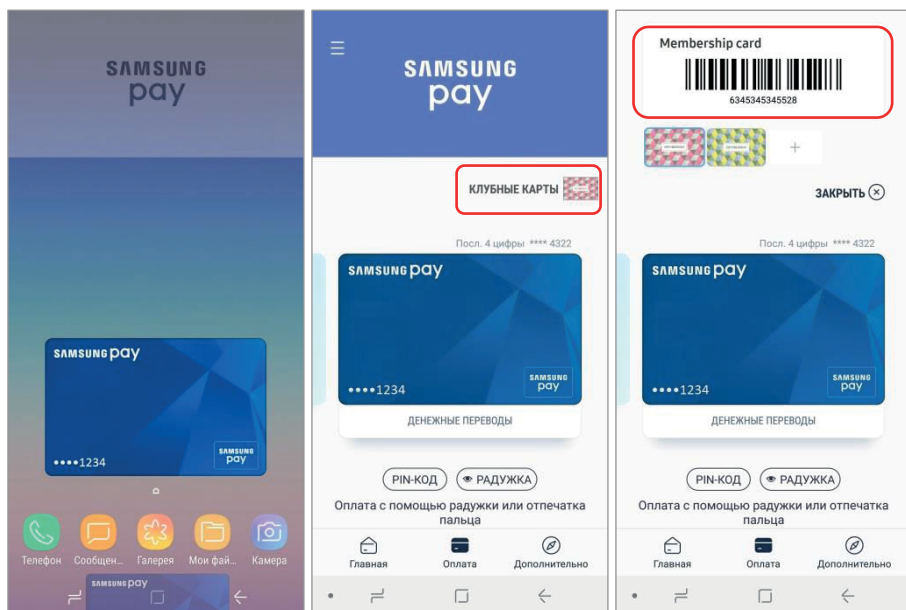 SAMSUNG
pay
SAMSUNG pay
••••1234
SAMSUNG
pay
Телефон
Сообщен...
Галерея
Мои фай...
Камера
SAMSUNG pay
SAMSUNG
pay
КЛУБНЫЕ КАРТЫ
Посл. 4 цифры **** 4322
SAMSUNG pay
••••1234
SAMSUNG
pay
ДЕНЕЖНЫЕ ПЕРЕВОДЫ
PIN-КОД
РАДУЖКА
Оплата с помощью радужки или отпечатка
пальца
Главная
Оплата
Дополнительно
Membership card
6345345345528
ЗАКРЫТЬ
Посл. 4 цифры **** 4322
SAMSUNG pay
••••1234
SAMSUNG
pay
ДЕНЕЖНЫЕ ПЕРЕВОДЫ
PIN-КОД
РАДУЖКА
Оплата с помощью радужки или отпечатка
пальца
Главная
Оплата
Дополнительно